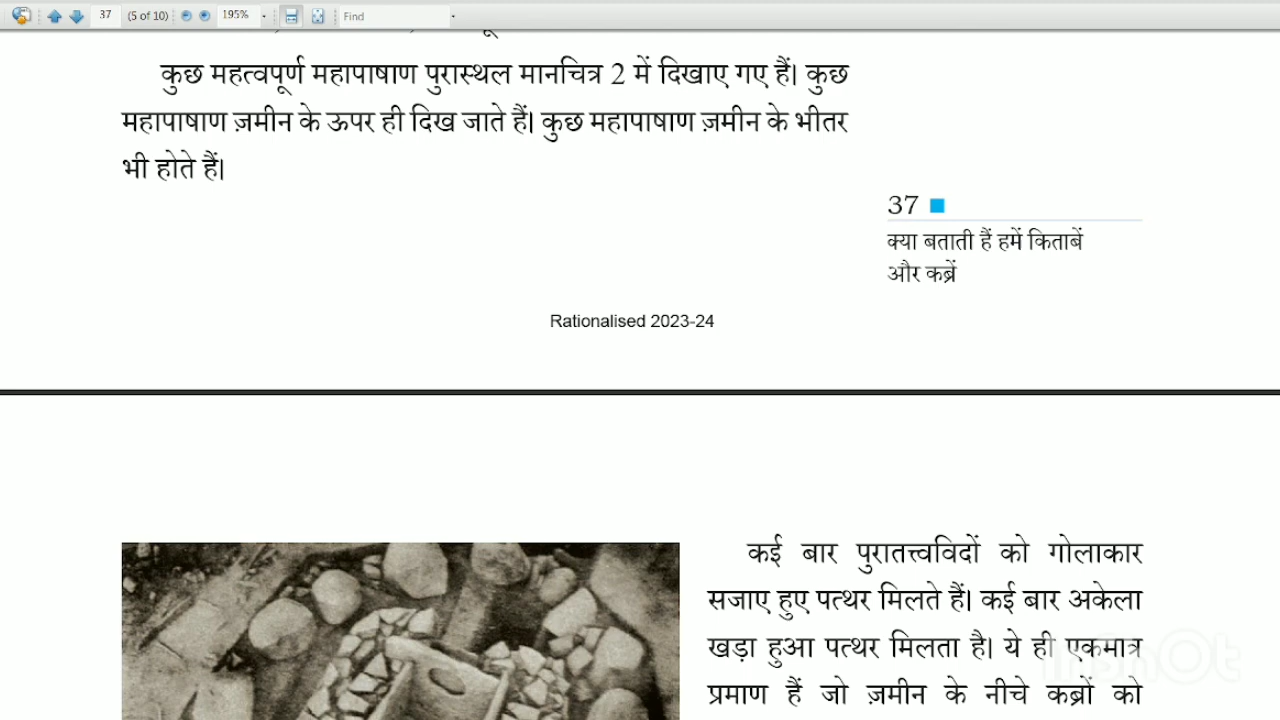 37 (5 of 10) 195% Find
कुछ महत्वपूर्ण महापाषाण पुरास्थल मानचित्र 2 में दिखाए गए हैं। कुछ
महापाषाण ज़मीन के ऊपर ही दिख जाते हैं। कुछ महापाषाण ज़मीन के भीतर
भी होते हैं।
37
क्या बताती हैं हमें किताबें
और कब्रें
Rationalised 2023-24
कई बार पुरातत्त्वविदों को गोलाकार
सजाए हुए पत्थर मिलते हैं। कई बार अकेला
खड़ा हुआ पत्थर मिलता है। ये ही एकमात्र
प्रमाण हैं जो ज़मीन के नीचे कब्रों को